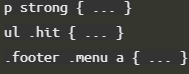 p strong { ... }
ul .hit { ... }
.footer .menu a { ... }